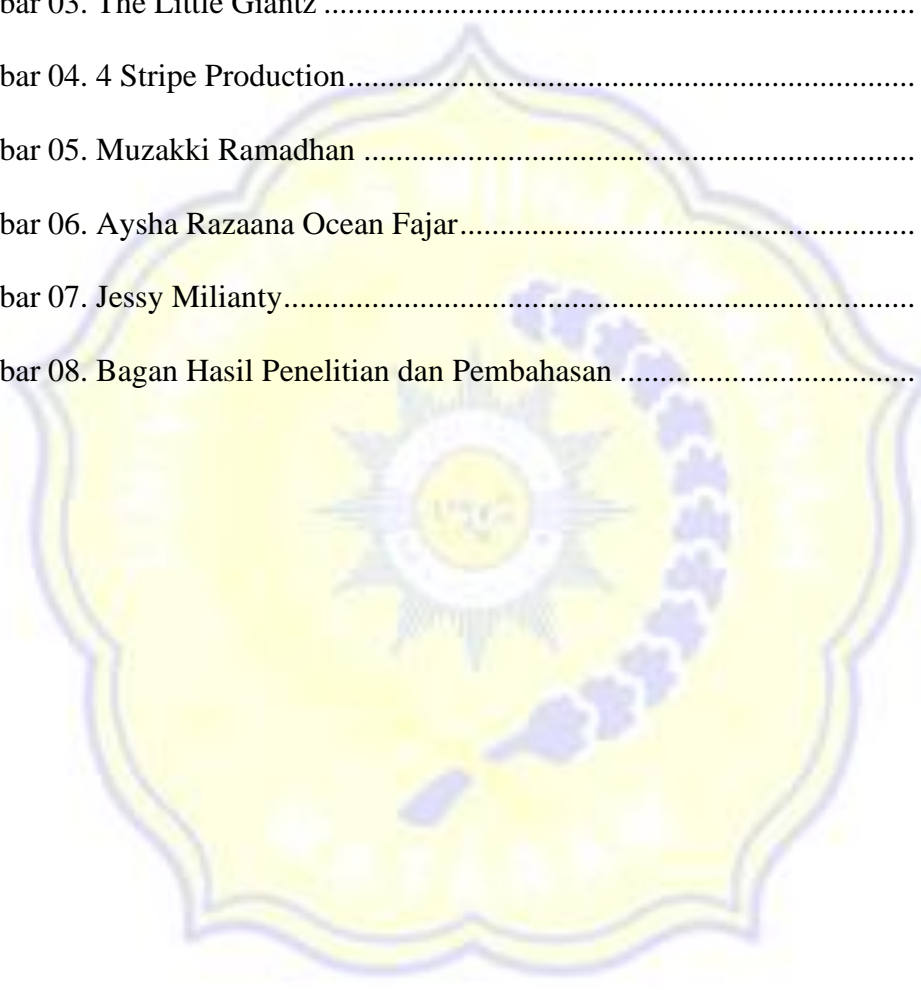 bar 03. The Little Giantz ..........................................................................
bar 04. 4 Stripe Production.......................................................................
bar 05. Muzakki Ramadhan .....................................................................
bar 06. Aysha Razaana Ocean Fajar.........................................................
bar 07. Jessy Milianty...............................................................................
bar 08. Bagan Hasil Penelitian dan Pembahasan .....................................